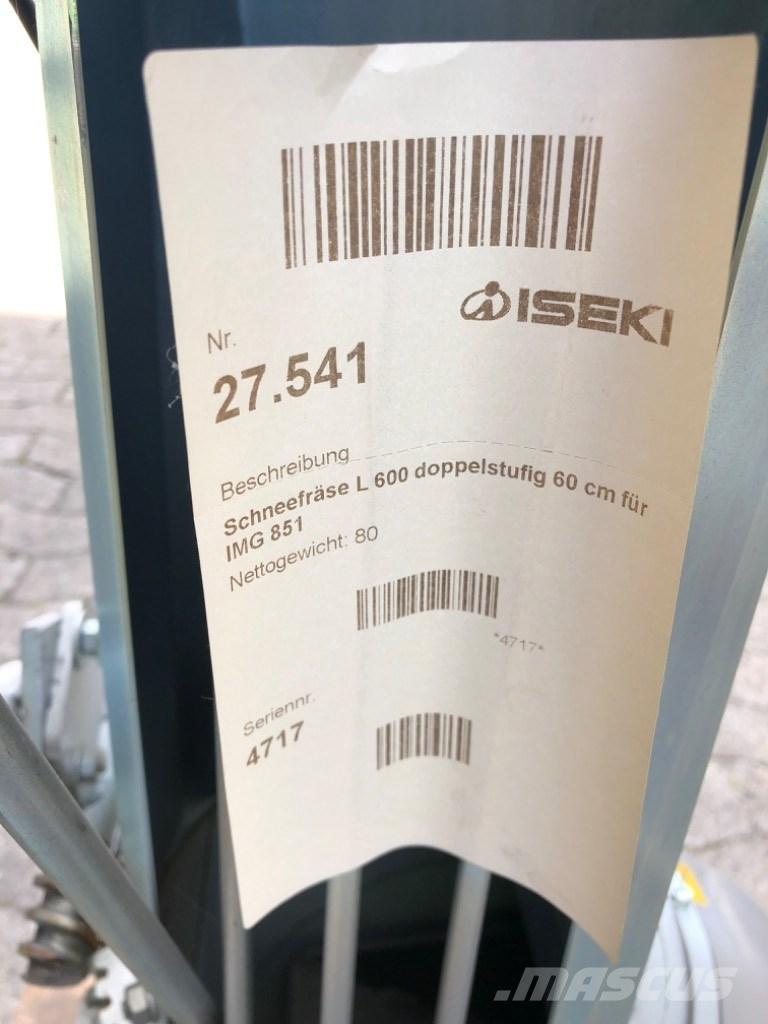 ISEKI
Nr.
27.541
Beschreibung
Schneefräse L 600 doppelstufig 60 cm für
IMG 851
Nettogewicht: 80
*4717*
Seriennr.
4717
.MASCUS